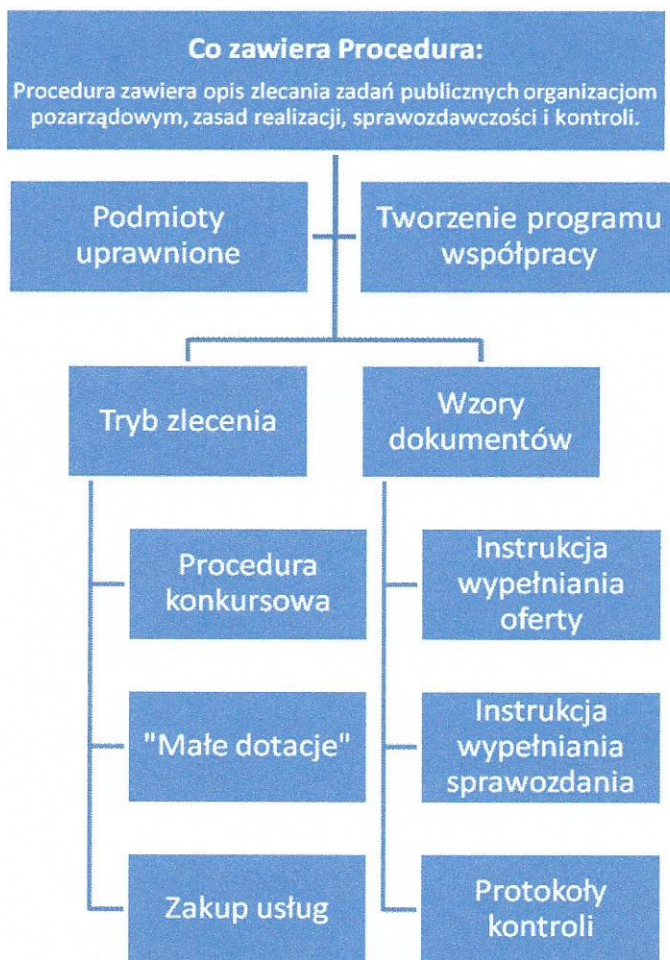 Co zawiera Procedura:
Procedura zawiera opis zlecania zadań publicznych organizacjom
pozarządowym, zasad realizacji, sprawozdawczości i kontroli.
Podmioty
uprawnione
Tworzenie programu
współpracy
Tryb zlecenia
Wzory
dokumentów
Procedura
konkursowa
Instrukcja
wypełniania
oferty
"Małe dotacje"
Instrukcja
wypełniania
sprawozdania
Zakup usług
Protokoły
kontroli